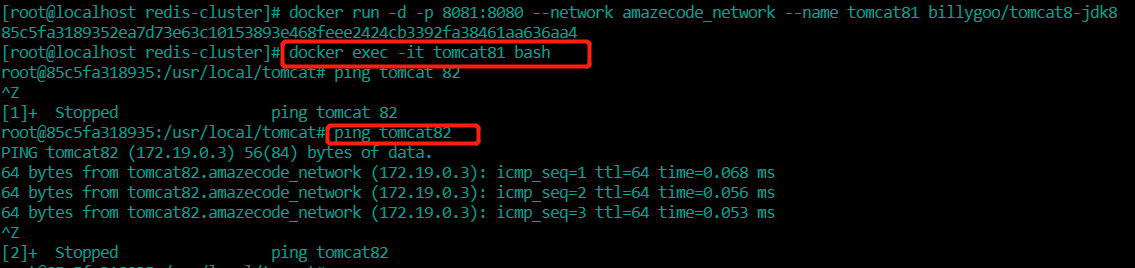 [root@localhost redis-cluster]# docker run -d -p 8081:8080 --network amazecode_network --name tomcat81 billygoo/tomcat8-jdk8
85c5fa3189352ea7d73e63c10153893e468feee2424cb3392fa38461aa636aa4
[root@localhost redis-cluster]# docker exec -it tomcat81 bash
root@85c5fa318935:/usr/local/tomcat# ping tomcat 82
^Z
[1]+  Stopped                 ping tomcat 82
root@85c5fa318935:/usr/local/tomcat# ping tomcat82
PING tomcat82 (172.19.0.3) 56(84) bytes of data.
64 bytes from tomcat82.amazecode_network (172.19.0.3): icmp_seq=1 ttl=64 time=0.068 ms
64 bytes from tomcat82.amazecode_network (172.19.0.3): icmp_seq=2 ttl=64 time=0.056 ms
64 bytes from tomcat82.amazecode_network (172.19.0.3): icmp_seq=3 ttl=64 time=0.053 ms
^Z
[2]+  Stopped                 ping tomcat82